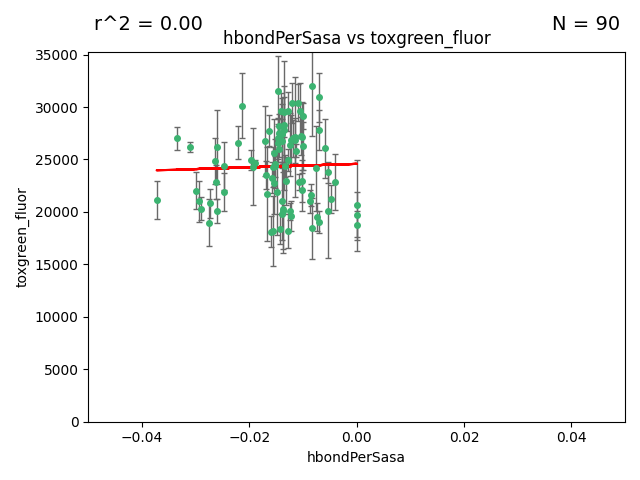 r^2 = 0.00
N = 90
hbondPerSasa vs toxgreen_fluor
35000
30000
25000
20000
15000
10000
5000
0
toxgreen_fluor
−0.04
−0.02
0.00
0.02
0.04
hbondPerSasa